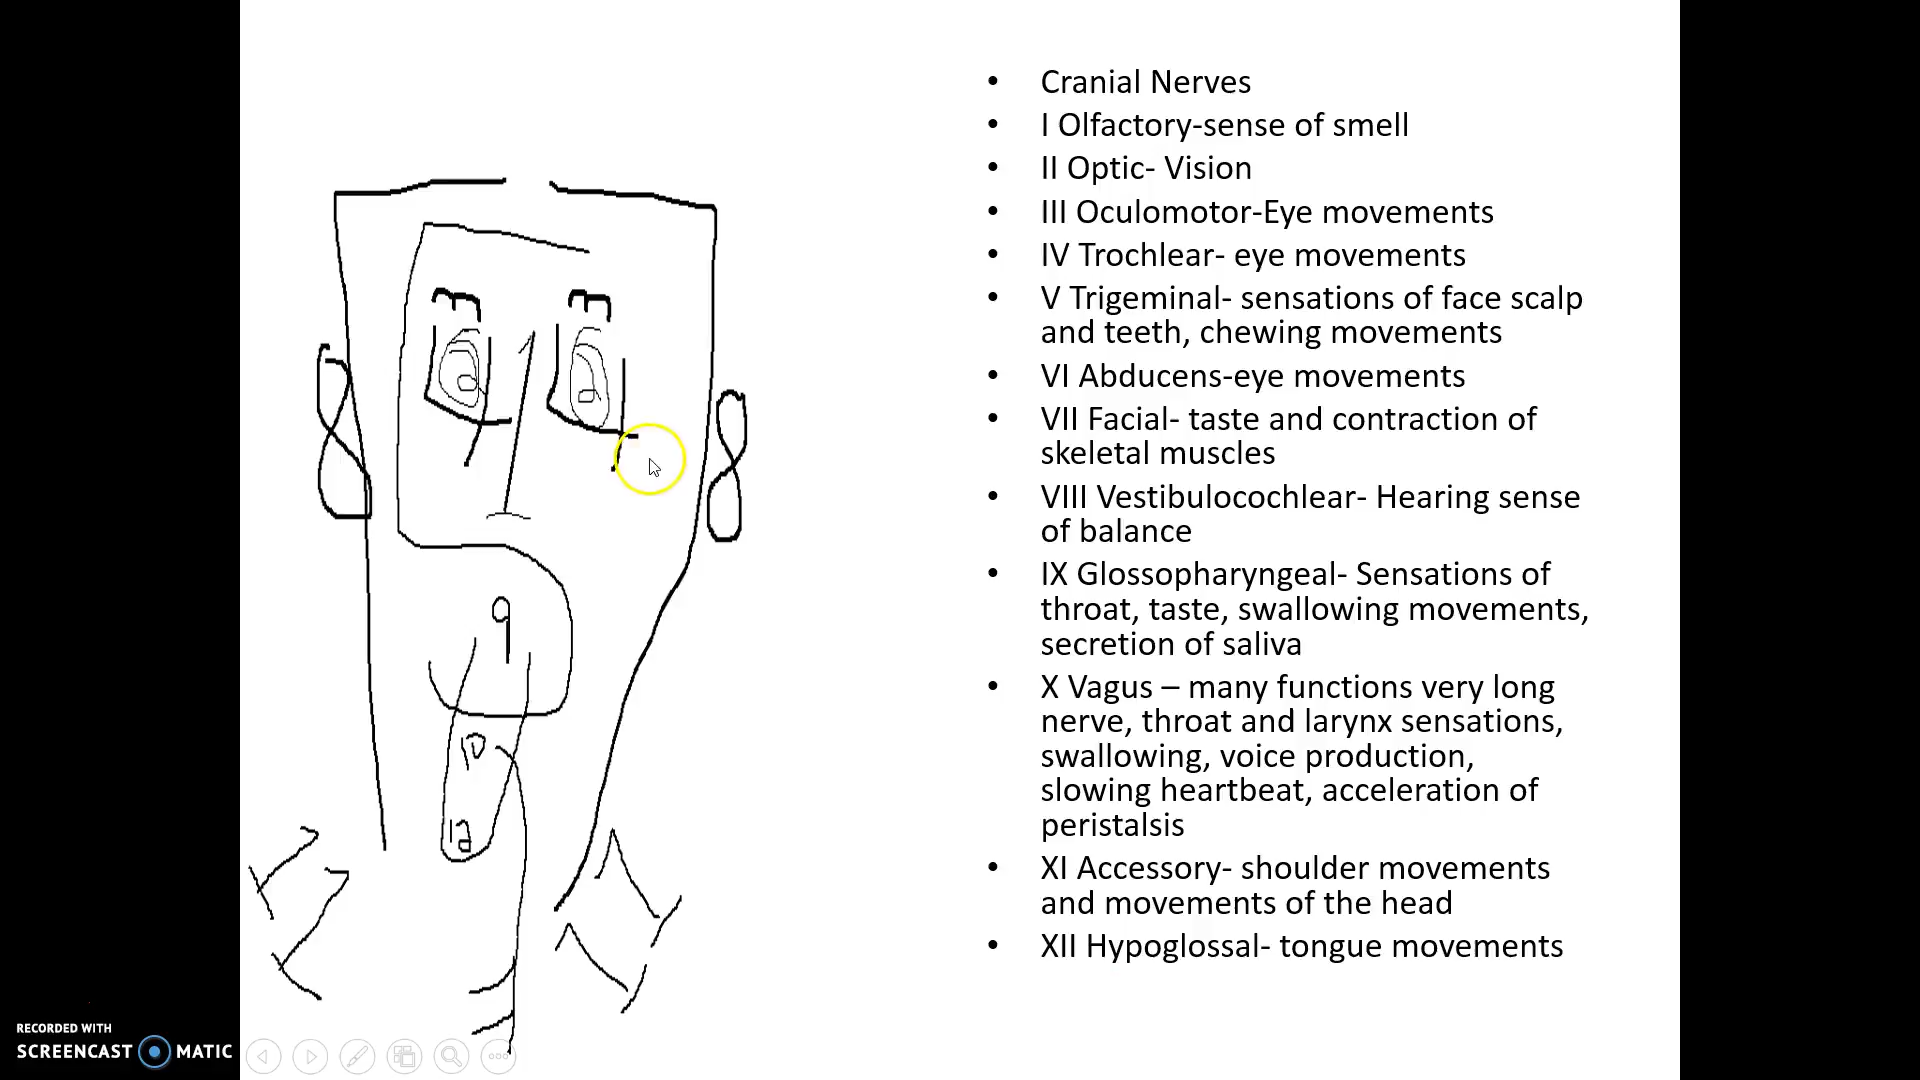 • Cranial Nerves
• I Olfactory-sense of smell
• II Optic- Vision
• III Oculomotor-Eye movements
• IV Trochlear- eye movements
• V Trigeminal- sensations of face scalp
and teeth, chewing movements
• VI Abducens-eye movements
• VII Facial- taste and contraction of
skeletal muscles
• VIII Vestibulocochlear- Hearing sense
of balance
• IX Glossopharyngeal- Sensations of
throat, taste, swallowing movements,
secretion of saliva
• X Vagus – many functions very long
nerve, throat and larynx sensations,
swallowing, voice production,
slowing heartbeat, acceleration of
peristalsis
• XI Accessory- shoulder movements
and movements of the head
• XII Hypoglossal- tongue movements
9
10
12
RECORDED WITH
SCREENCAST MATIC